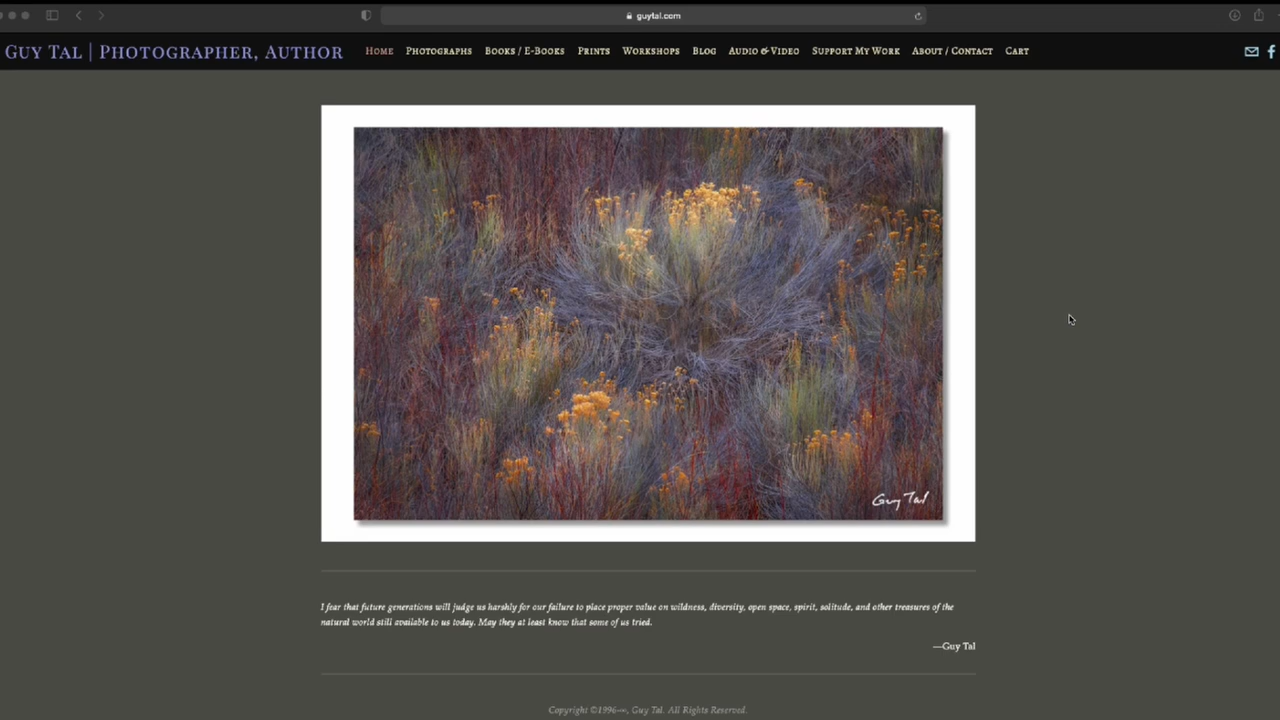 guytal.com
Guy Tal | Photographer, Author
Home Photographs Books / E-Books Prints Workshops Blog Audio & Video Support My Work About / Contact Cart
Guy Tal
I fear that future generations will judge us harshly for our failure to place proper value on wildness, diversity, open space, spirit, solitude, and other treasures of the
natural world still available to us today. May they at least know that some of us tried.
—Guy Tal
Copyright ©1996-∞, Guy Tal. All Rights Reserved.